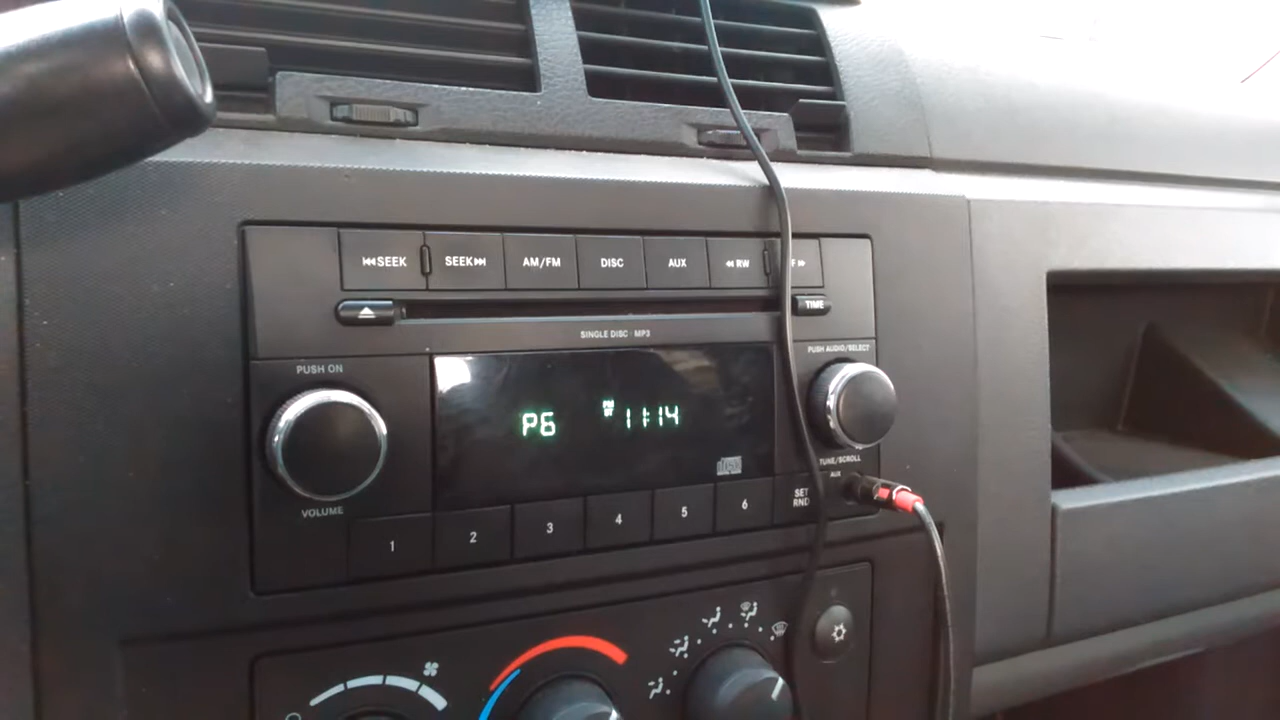 SEEK
SEEK
AM/FM
DISC
AUX
RW
F
TIME
SINGLE DISC MP3
PUSH ON
PUSH AUDIO/SELECT
P6
11:14
VOLUME
TUNE/SCROLL
AUX
1
2
3
4
5
6
SET
RND